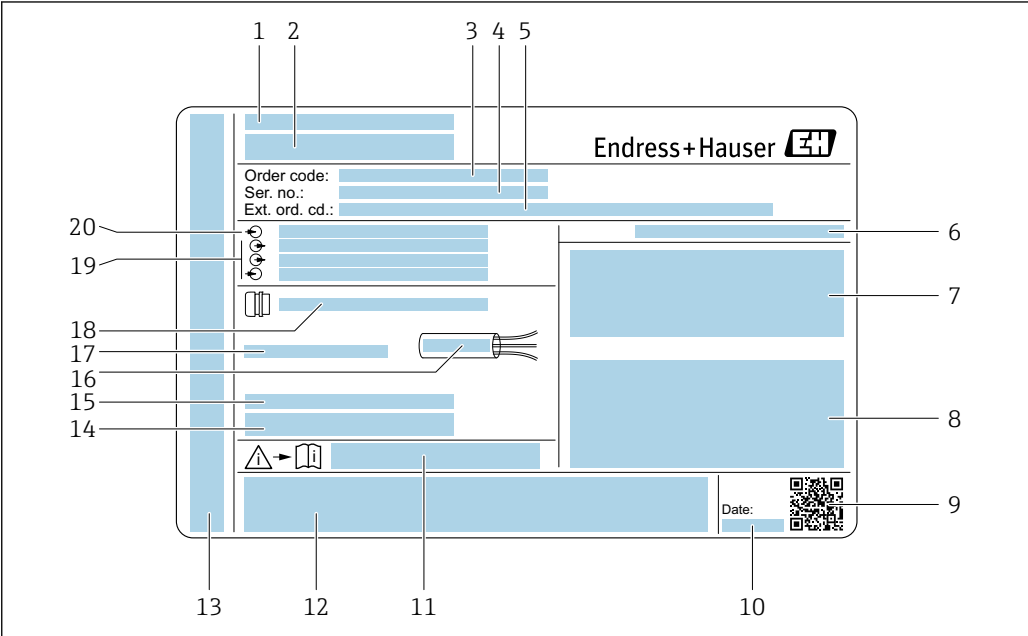 1 2 3 4 5
Endress+Hauser EH
Order code:
Ser. no.:
Ext. ord. cd.:
20
6
19
7
18
17
16
15
8
14
i i
Date:
9
13 12 11 10